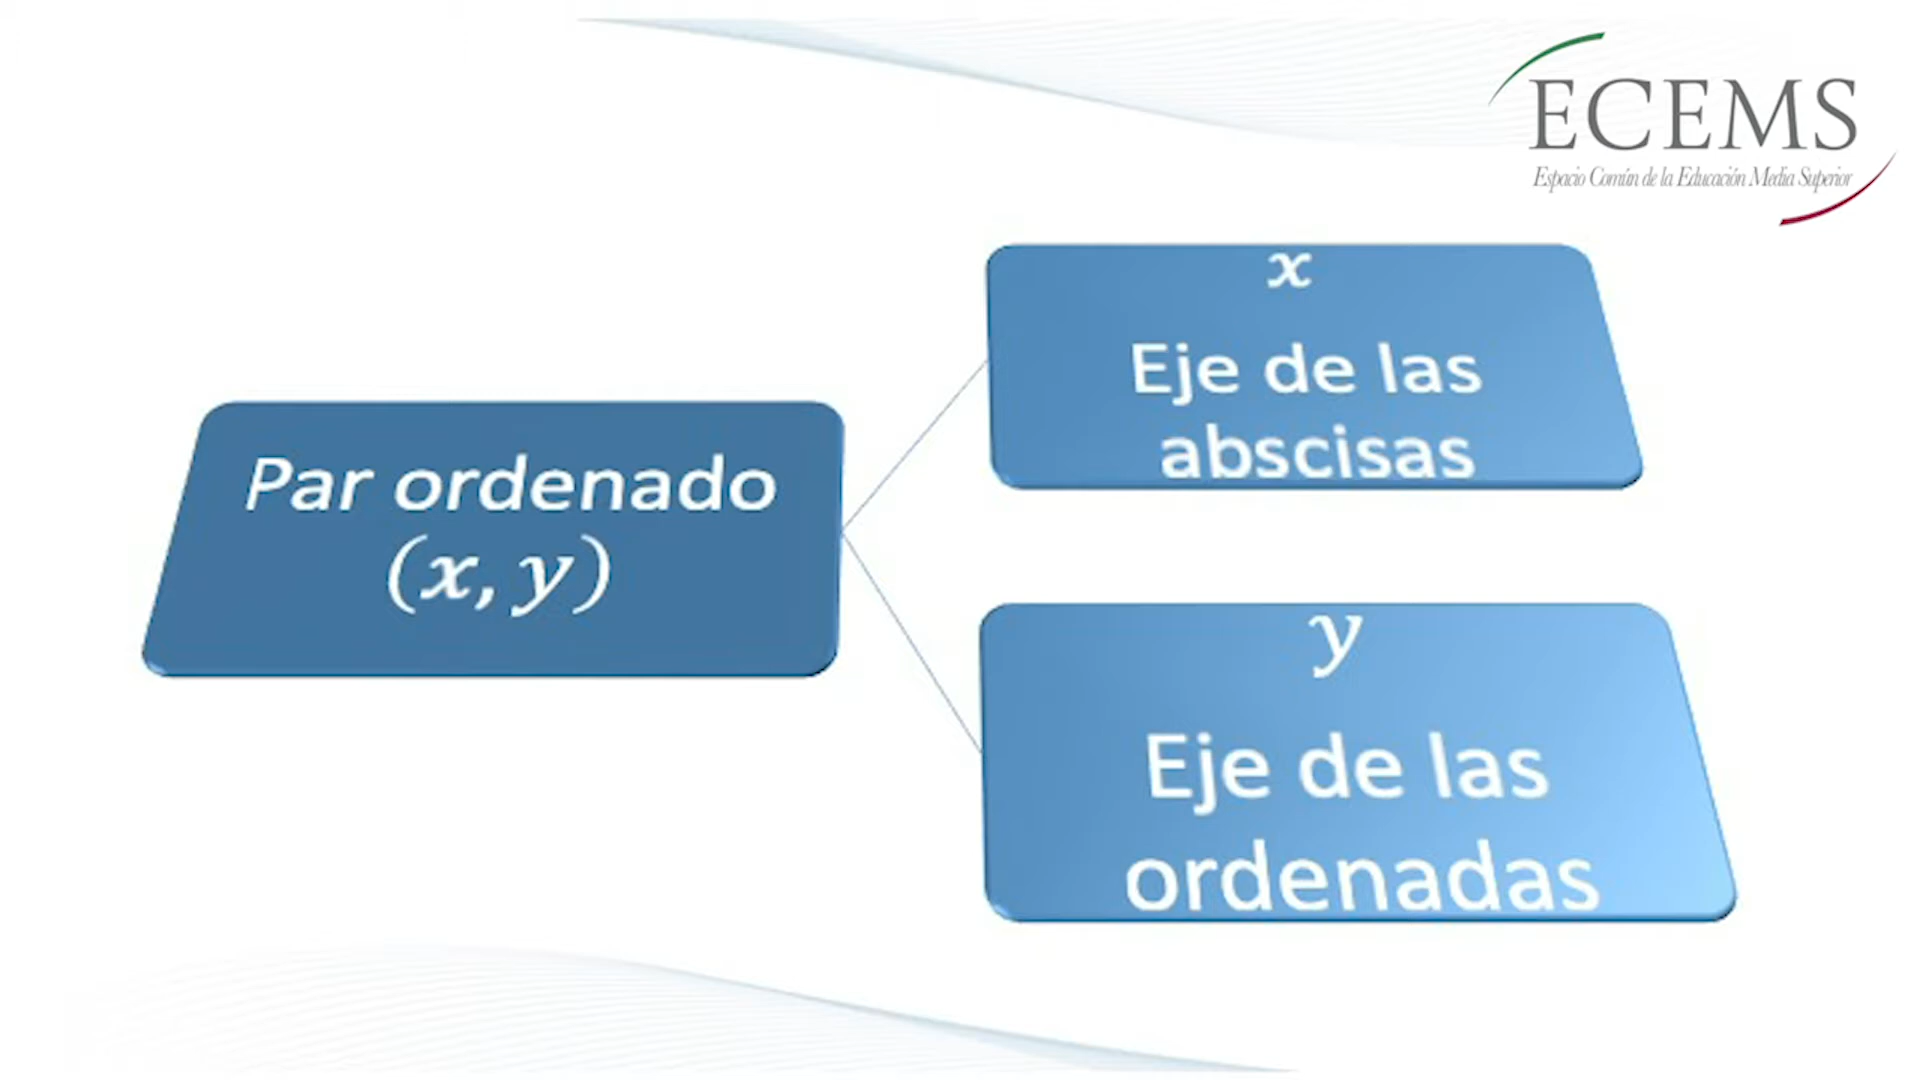 ECEMS
Espacio Común de la Educación Media Superior
Par ordenado
(x, y)
x
Eje de las
abscisas
y
Eje de las
ordenadas